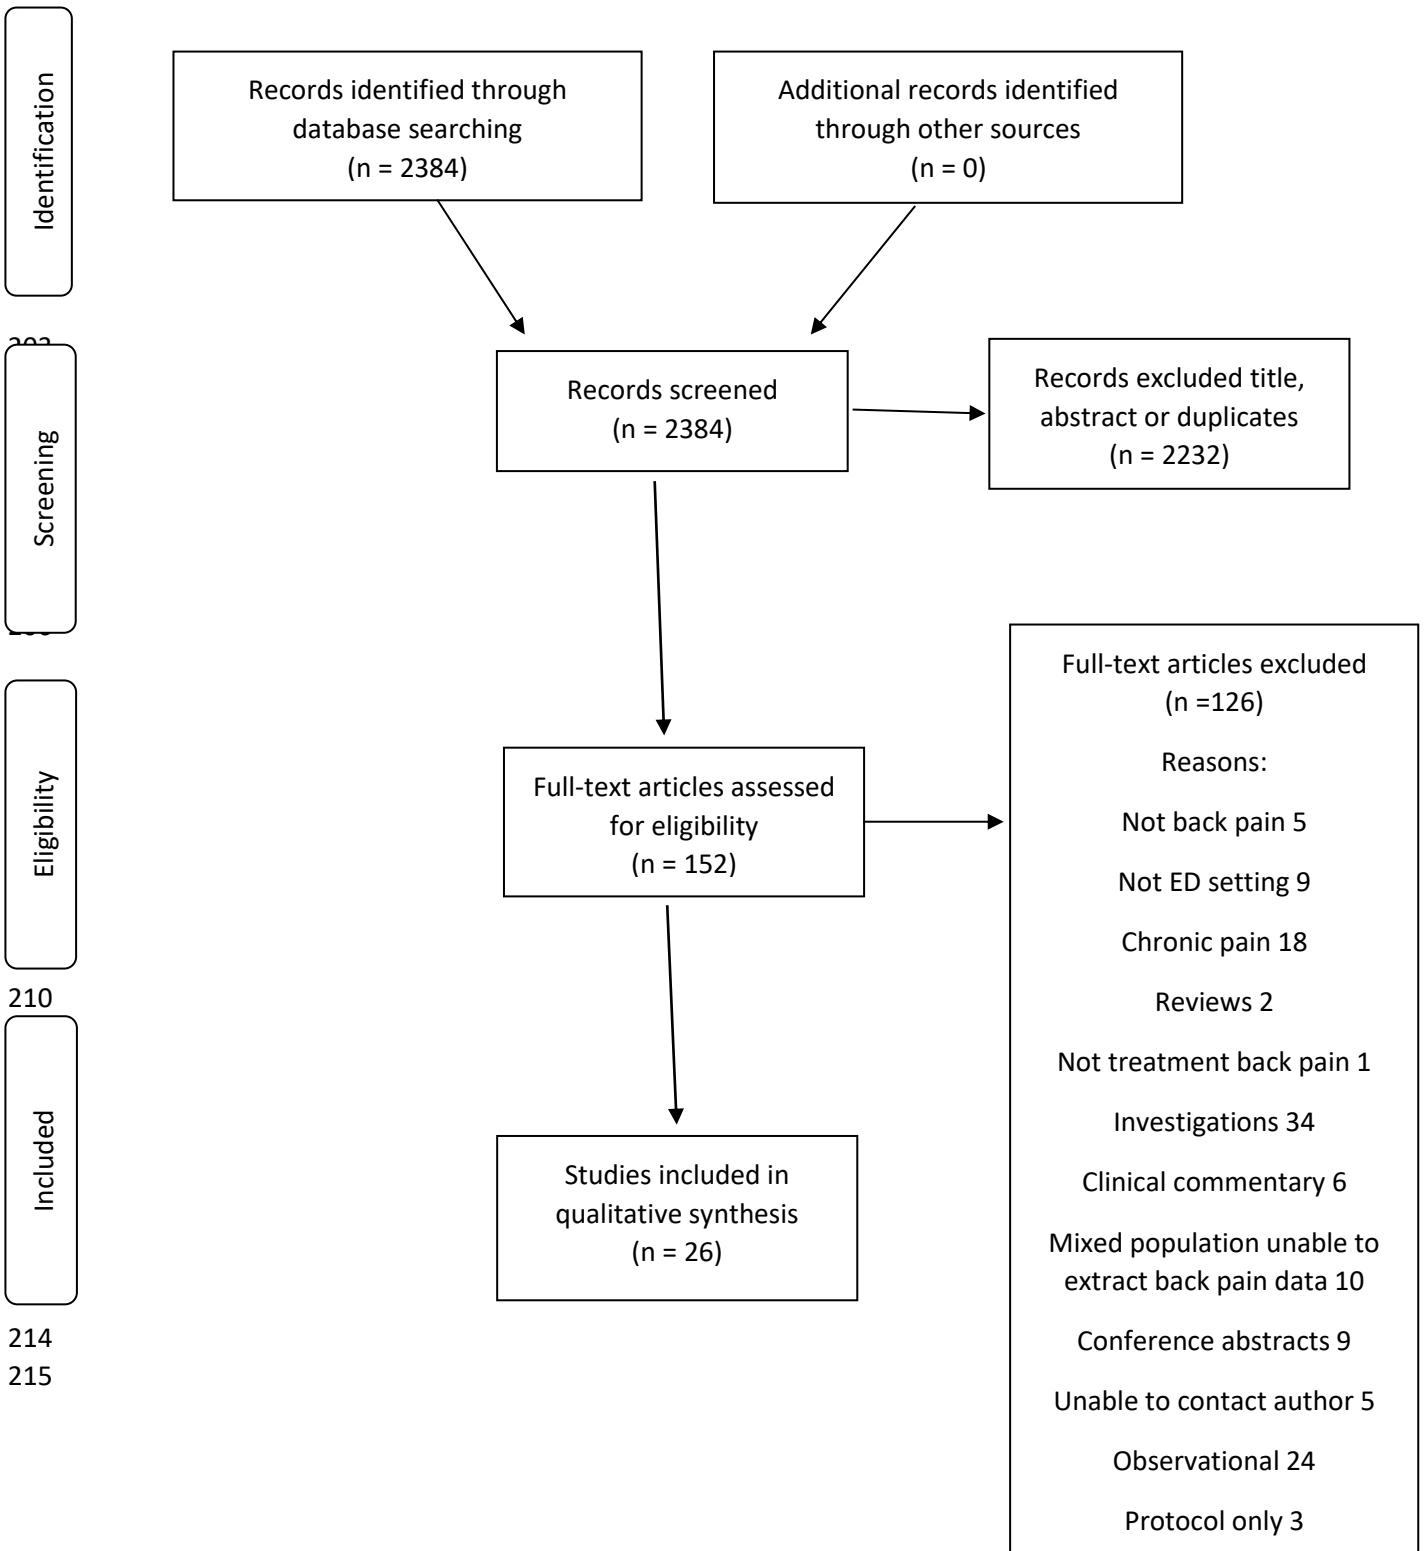 Identification
Records identified through
database searching
(n = 2384)
Additional records identified
through other sources
(n = 0)
Screening
Records screened
(n = 2384)
Records excluded title,
abstract or duplicates
(n = 2232)
Eligibility
Full-text articles assessed
for eligibility
(n = 152)
Full-text articles excluded
(n =126)
Reasons:
Not back pain 5
Not ED setting 9
Chronic pain 18
Reviews 2
Not treatment back pain 1
Investigations 34
Clinical commentary 6
Mixed population unable to
extract back pain data 10
Conference abstracts 9
Unable to contact author 5
Observational 24
Protocol only 3
210
Included
Studies included in
qualitative synthesis
(n = 26)
214
215